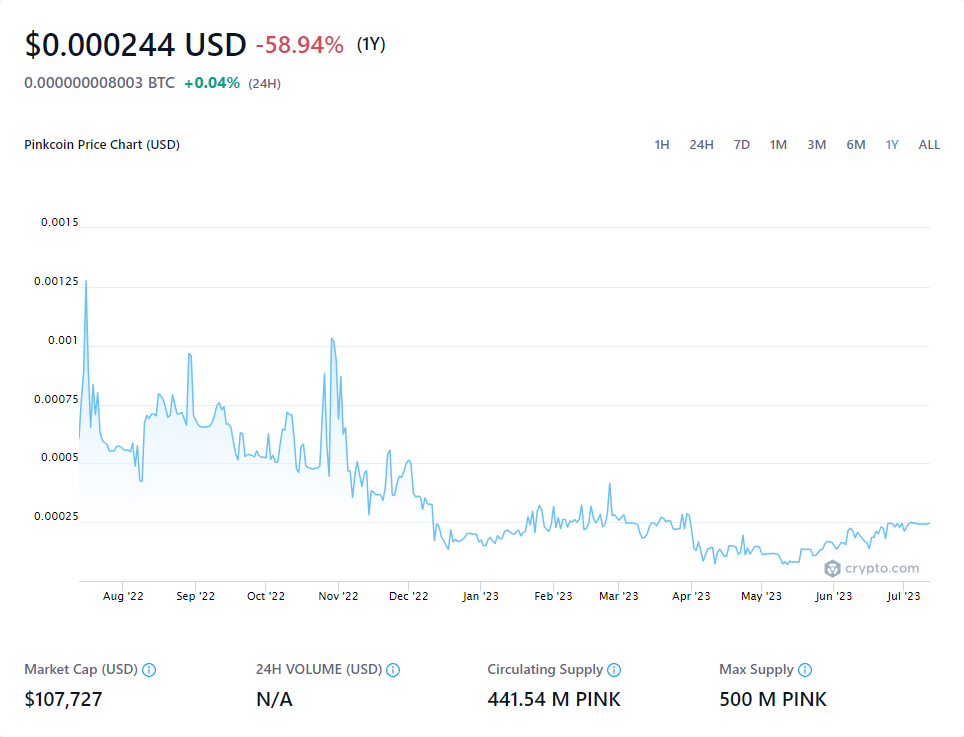 $0.000244 USD -58.94% (1Y)
0.000000008003 BTC +0.04% (24H)
Pinkcoin Price Chart (USD) 1H 24H 7D 1M 3M 6M 1Y ALL
0.0015
0.00125
0.001
0.00075
0.0005
0.00025
crypto.com
Aug '22 Sep '22 Oct '22 Nov '22 Dec '22 Jan '23 Feb '23 Mar '23 Apr '23 May '23 Jun '23 Jul '23
Market Cap (USD) 24H VOLUME (USD) Circulating Supply Max Supply
$107,727 N/A 441.54 M PINK 500 M PINK